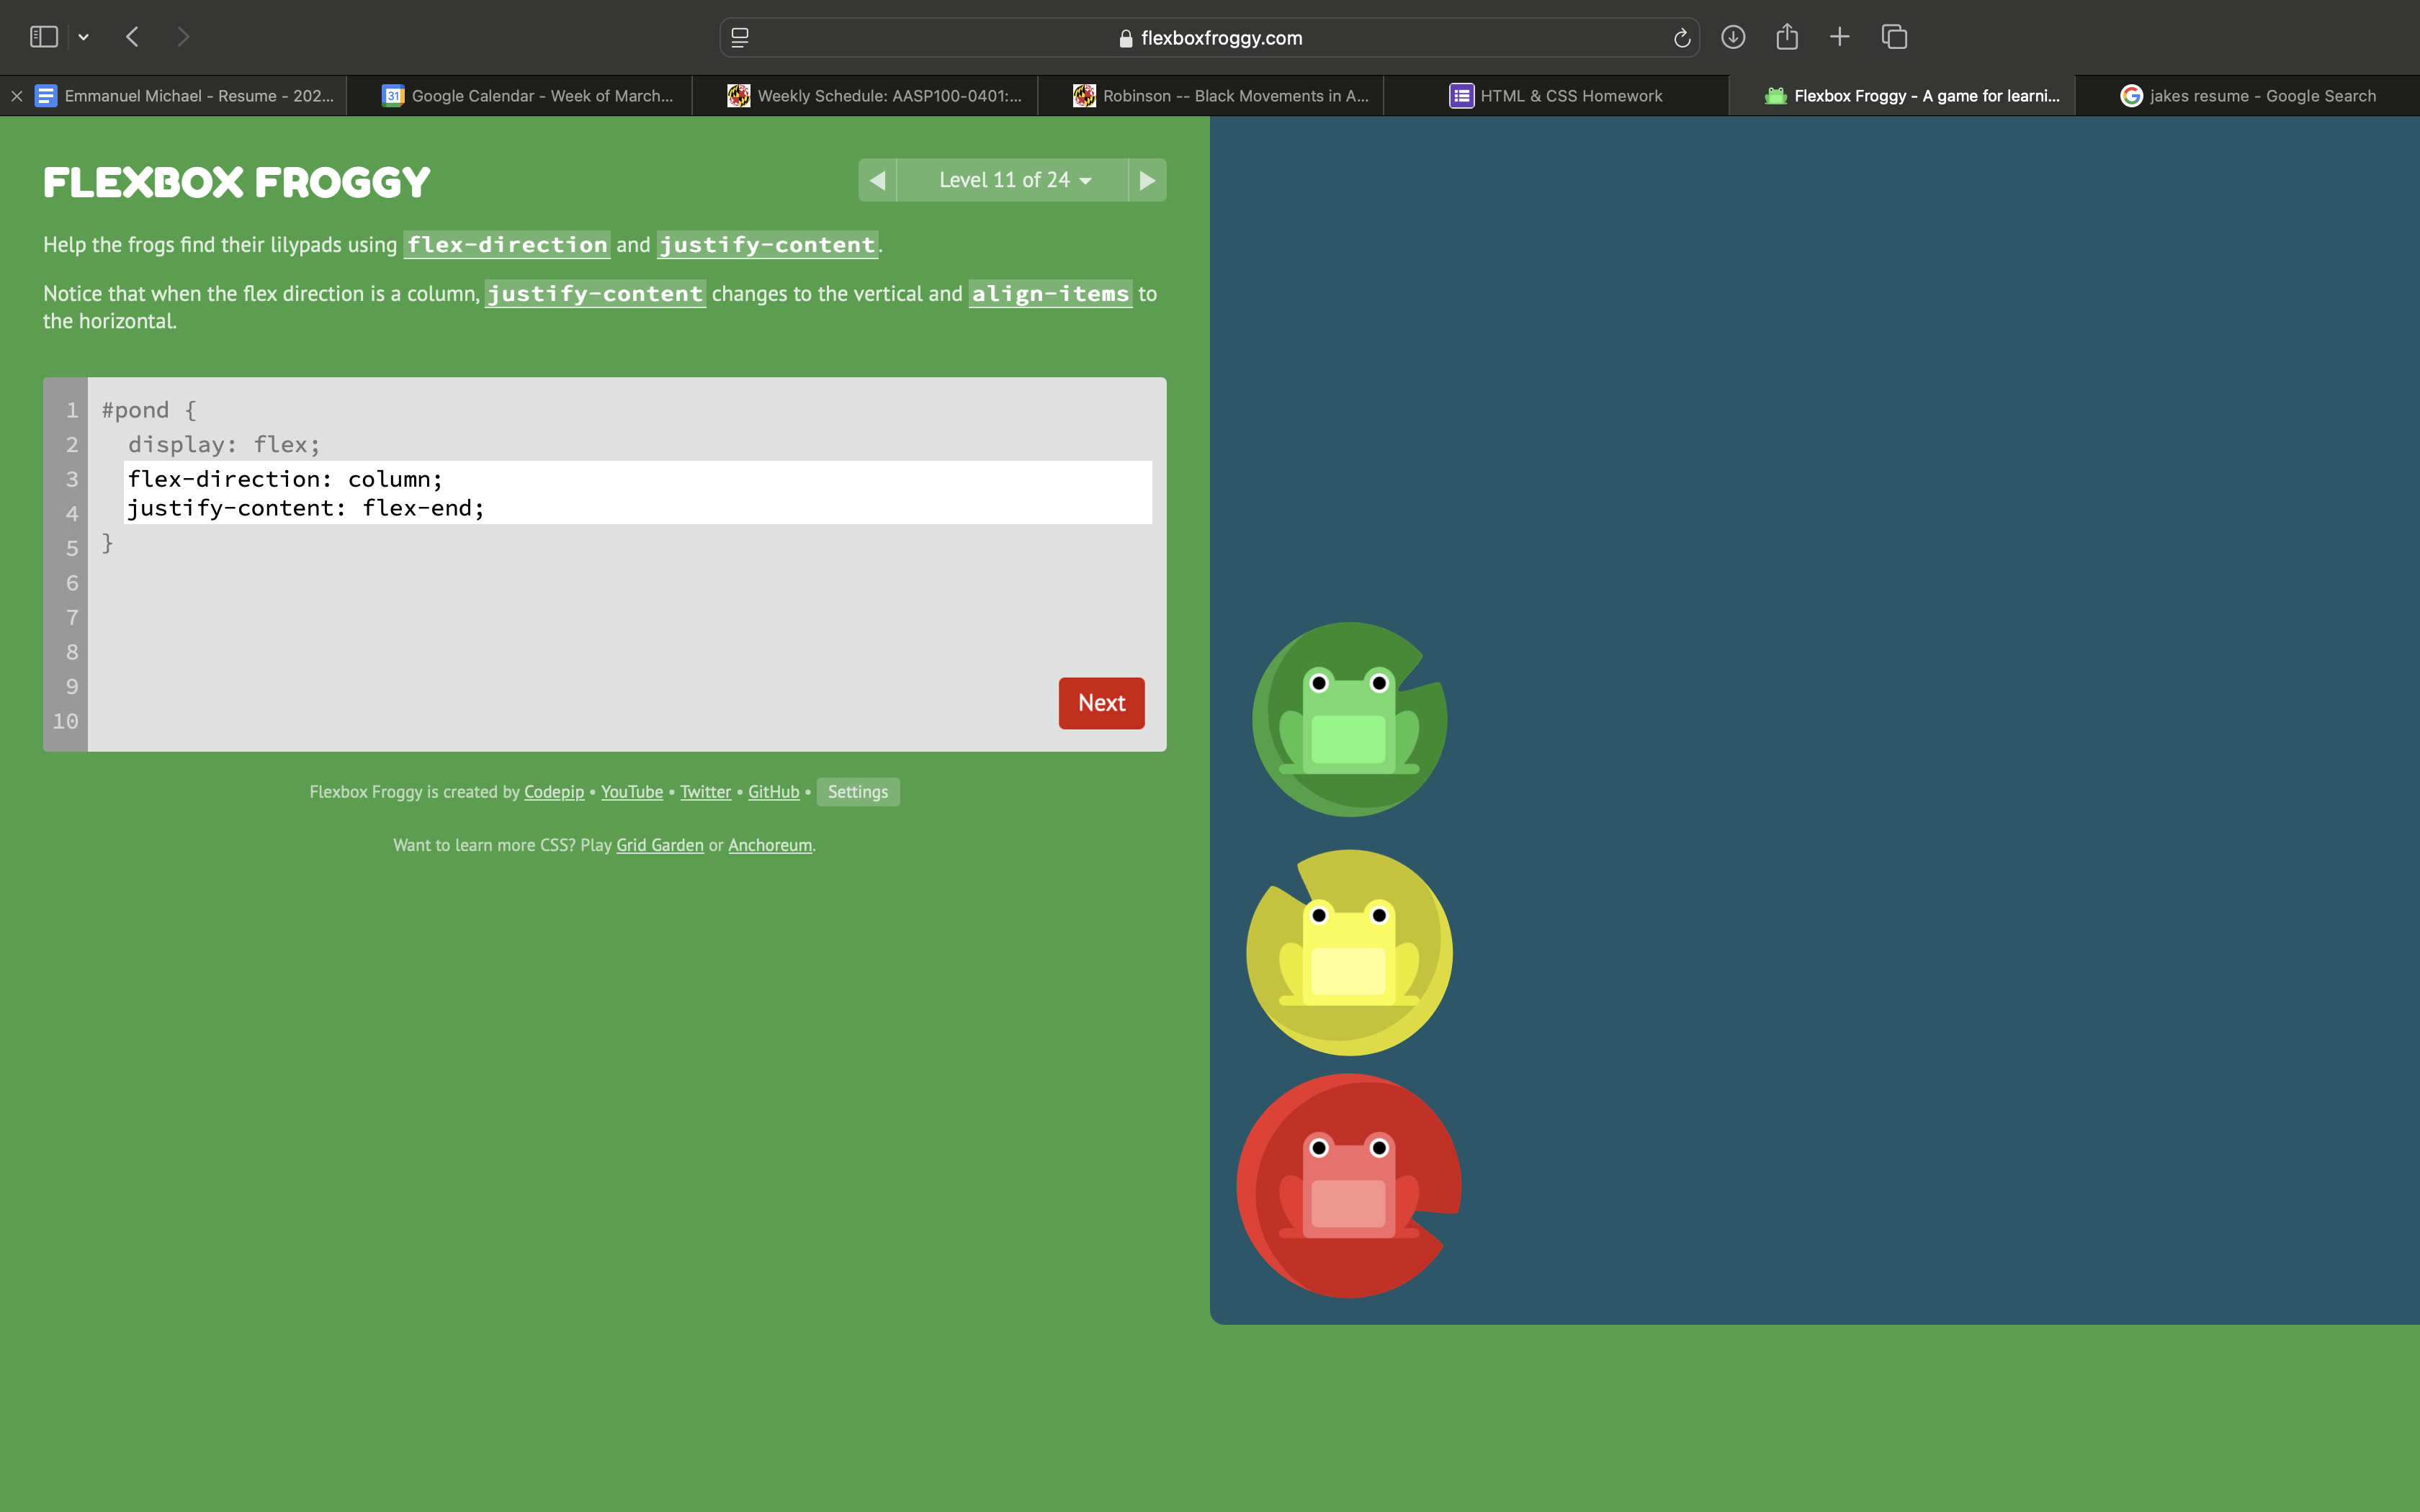 flexboxfroggy.com
Emmanuel Michael - Resume - 202...
31
Google Calendar - Week of March...
Weekly Schedule: AASP100-0401:...
Robinson -- Black Movements in A...
HTML & CSS Homework
Flexbox Froggy - A game for learni...
jakes resume - Google Search
FLEXBOX FROGGY
Level 11 of 24
Help the frogs find their lilypads using flex-direction and justify-content.
Notice that when the flex direction is a column, justify-content changes to the vertical and align-items to
the horizontal.
1 #pond {
2 display: flex;
3 flex-direction: column;
4 justify-content: flex-end;
5 }
6
7
8
9
10
Next
Flexbox Froggy is created by Codepip • YouTube • Twitter • GitHub • Settings
Want to learn more CSS? Play Grid Garden or Anchoreum.